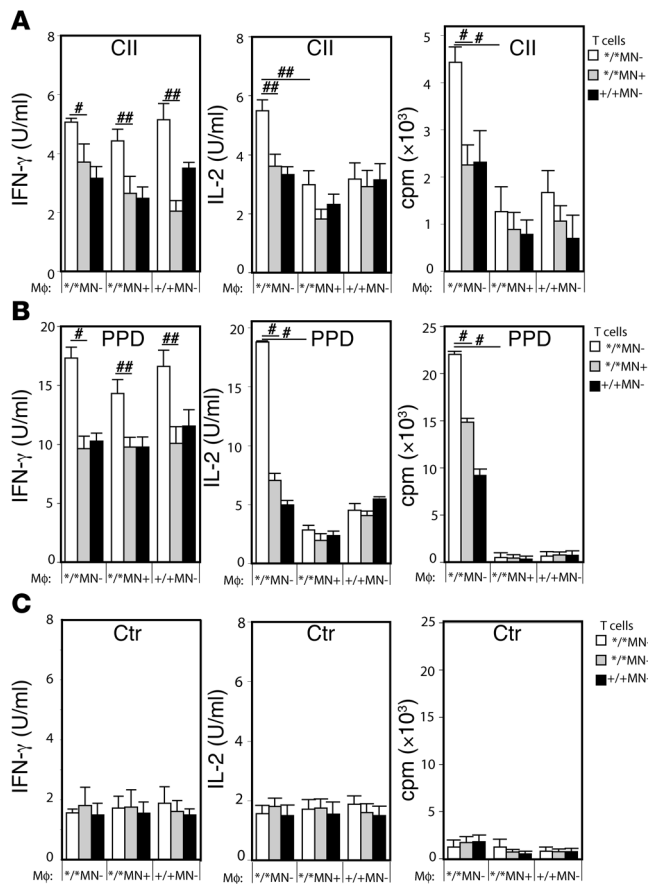 A
CII
CII
CII
T cells
*/*MN-
*/*MN+
+/+MN-
# ## ##
## ##
# #
IFN-γ (U/ml)
IL-2 (U/ml)
cpm (×10³)
8
6
4
2
0
8
6
4
2
0
5
4
3
2
1
0
Mϕ: */*MN- */*MN+ +/+MN-
*/*MN- */*MN+ +/+MN-
Mϕ: */*MN- */*MN+ +/+MN-
B
PPD
PPD
PPD
T cells
*/*MN-
*/*MN+
+/+MN-
# ## ##
# #
# #
IFN-γ (U/ml)
IL-2 (U/ml)
cpm (×10³)
20
15
10
5
0
20
15
10
5
0
25
20
15
10
5
0
Mϕ: */*MN- */*MN+ +/+MN-
*/*MN- */*MN+ +/+MN-
Mϕ: */*MN- */*MN+ +/+MN-
C
Ctr
Ctr
Ctr
T cells
*/*MN-
*/*MN-
+/+MN-
IFN-γ (U/ml)
IL-2 (U/ml)
cpm (×10³)
8
6
4
2
0
8
6
4
2
0
25
20
15
10
5
0
Mϕ: */*MN- */*MN+ +/+MN-
*/*MN- */*MN+ +/+MN-
Mϕ: */*MN- */*MN+ +/+MN-